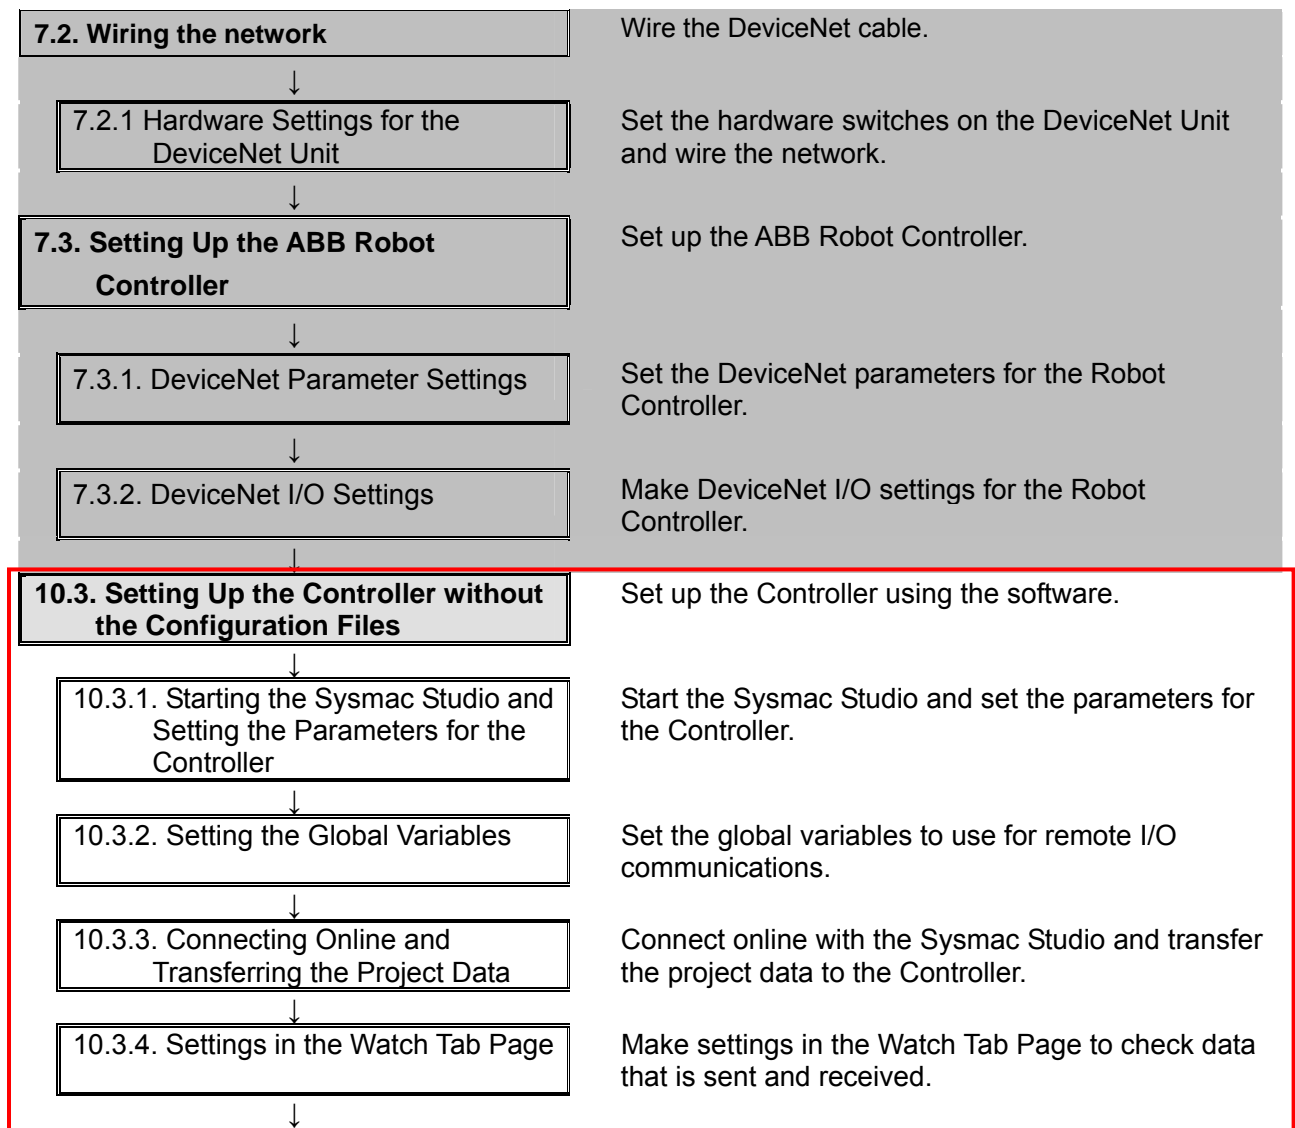 7.2. Wiring the network
Wire the DeviceNet cable.
↓
7.2.1 Hardware Settings for the
DeviceNet Unit
Set the hardware switches on the DeviceNet Unit
and wire the network.
↓
7.3. Setting Up the ABB Robot
Controller
Set up the ABB Robot Controller.
↓
7.3.1. DeviceNet Parameter Settings
Set the DeviceNet parameters for the Robot
Controller.
↓
7.3.2. DeviceNet I/O Settings
Make DeviceNet I/O settings for the Robot
Controller.
↓
10.3. Setting Up the Controller without
the Configuration Files
Set up the Controller using the software.
↓
10.3.1. Starting the Sysmac Studio and
Setting the Parameters for the
Controller
Start the Sysmac Studio and set the parameters for
the Controller.
↓
10.3.2. Setting the Global Variables
Set the global variables to use for remote I/O
communications.
↓
10.3.3. Connecting Online and
Transferring the Project Data
Connect online with the Sysmac Studio and transfer
the project data to the Controller.
↓
10.3.4. Settings in the Watch Tab Page
Make settings in the Watch Tab Page to check data
that is sent and received.
↓